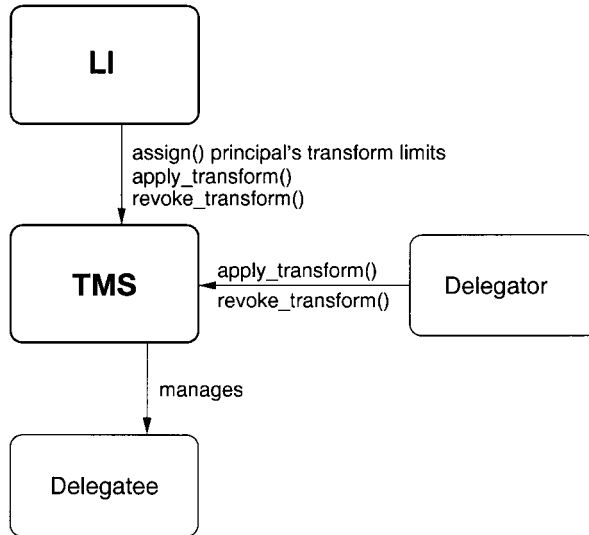 LI
assign() principal's transform limits
apply_transform()
revoke_transform()
TMS
apply_transform()
revoke_transform()
Delegator
manages
Delegatee